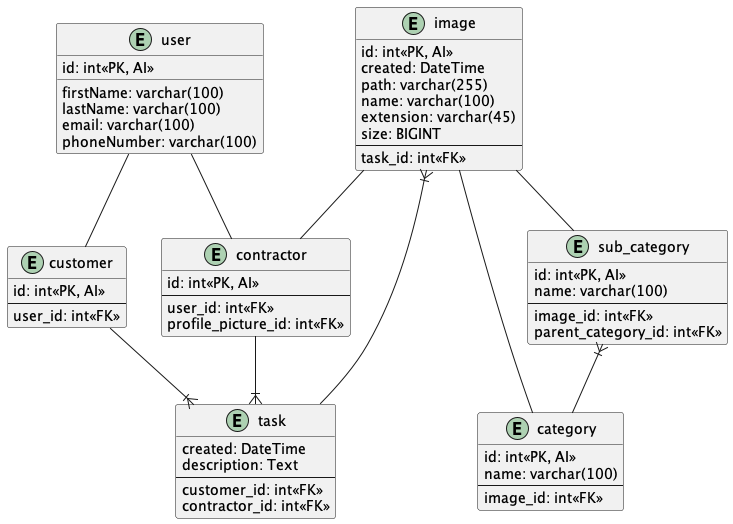 E user
id: int«PK, AI»
firstName: varchar(100)
lastName: varchar(100)
email: varchar(100)
phoneNumber: varchar(100)
E image
id: int«PK, AI»
created: DateTime
path: varchar(255)
name: varchar(100)
extension: varchar(45)
size: BIGINT
task_id: int«FK»
E customer
id: int«PK, AI»
user_id: int«FK»
E contractor
id: int«PK, AI»
user_id: int«FK»
profile_picture_id: int«FK»
E sub_category
id: int«PK, AI»
name: varchar(100)
image_id: int«FK»
parent_category_id: int«FK»
E task
created: DateTime
description: Text
customer_id: int«FK»
contractor_id: int«FK»
E category
id: int«PK, AI»
name: varchar(100)
image_id: int«FK»